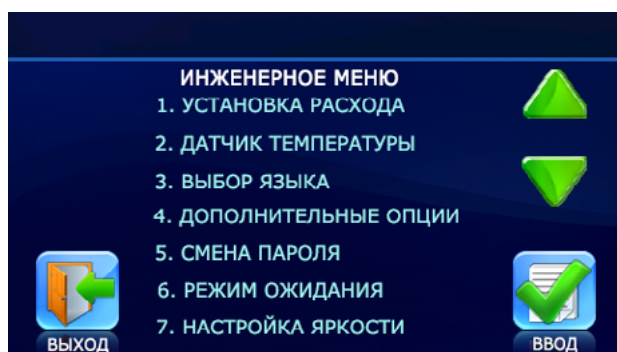 ИНЖЕНЕРНОЕ МЕНЮ
1. УСТАНОВКА РАСХОДА
2. ДАТЧИК ТЕМПЕРАТУРЫ
3. ВЫБОР ЯЗЫКА
4. ДОПОЛНИТЕЛЬНЫЕ ОПЦИИ
5. СМЕНА ПАРОЛЯ
6. РЕЖИМ ОЖИДАНИЯ
7. НАСТРОЙКА ЯРКОСТИ
ВЫХОД
ВВОД